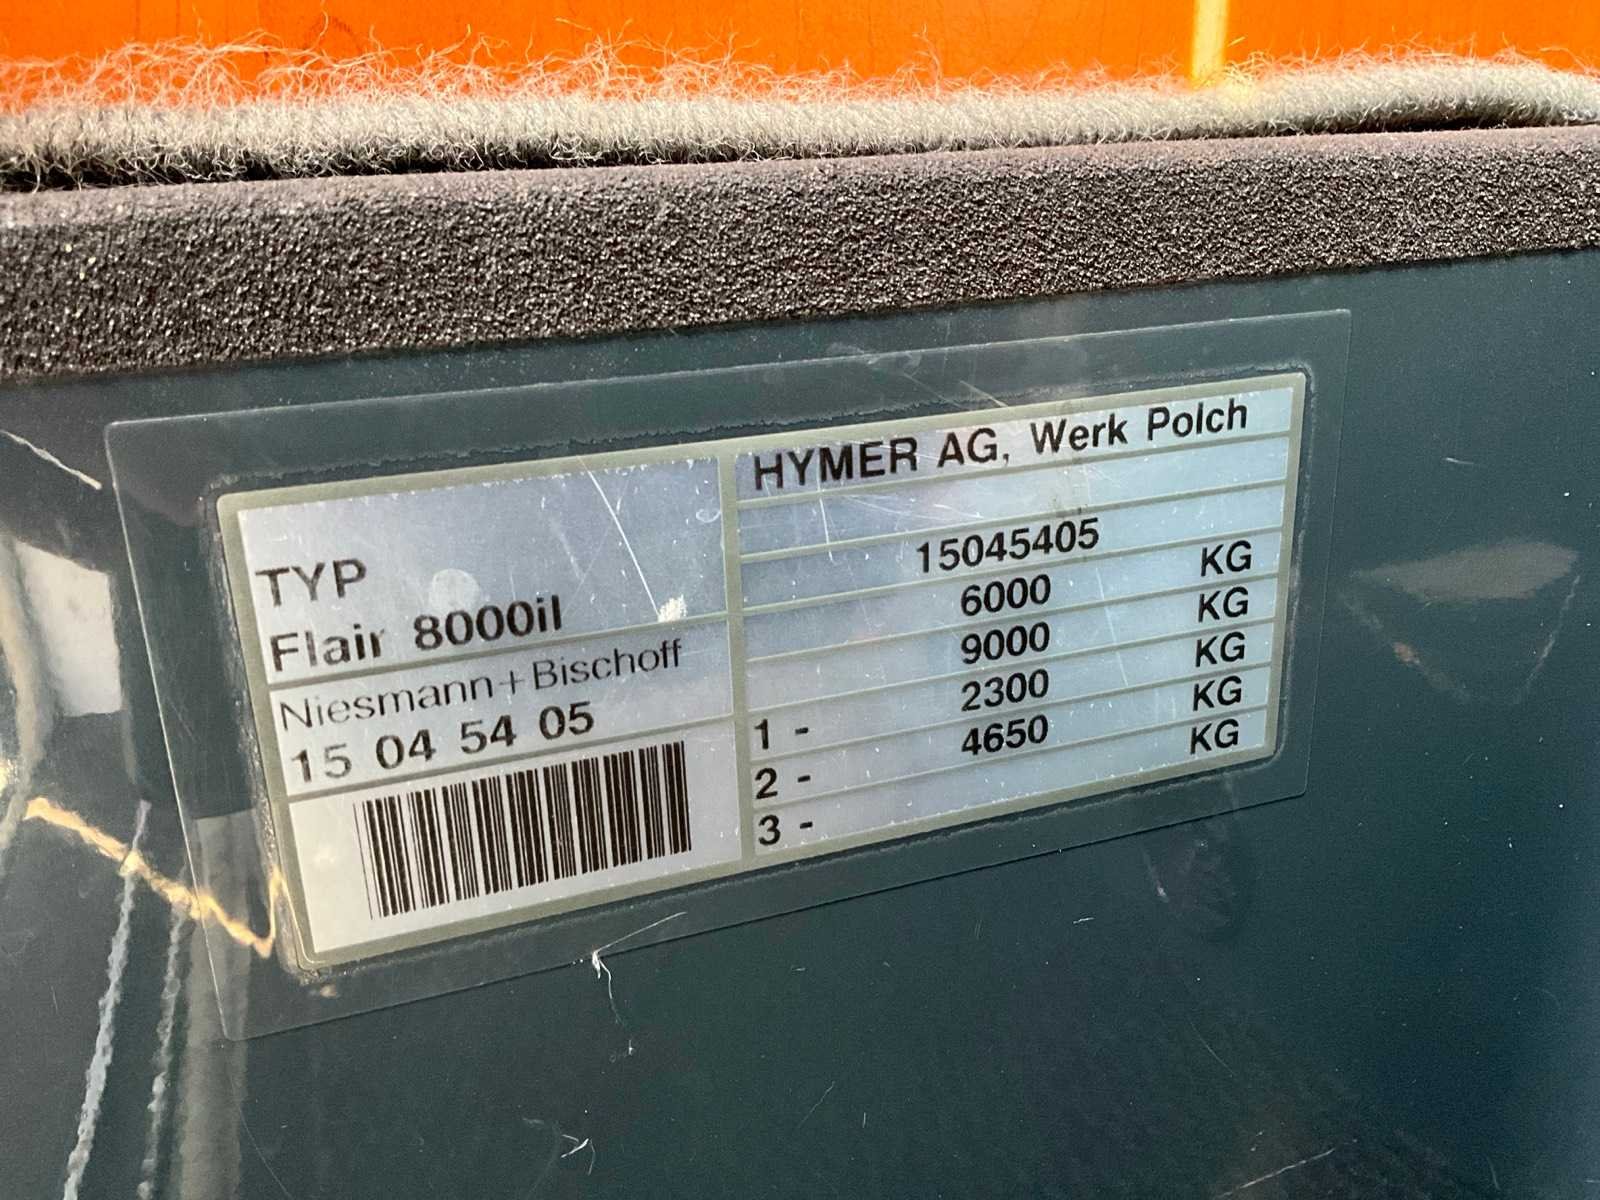 TYP
Flair 8000il
Niesmann+Bischoff
15 04 54 05
HYMER AG, Werk Polch
15045405
6000 KG
9000 KG
1 - 2300 KG
2 - 4650 KG
3 - KG